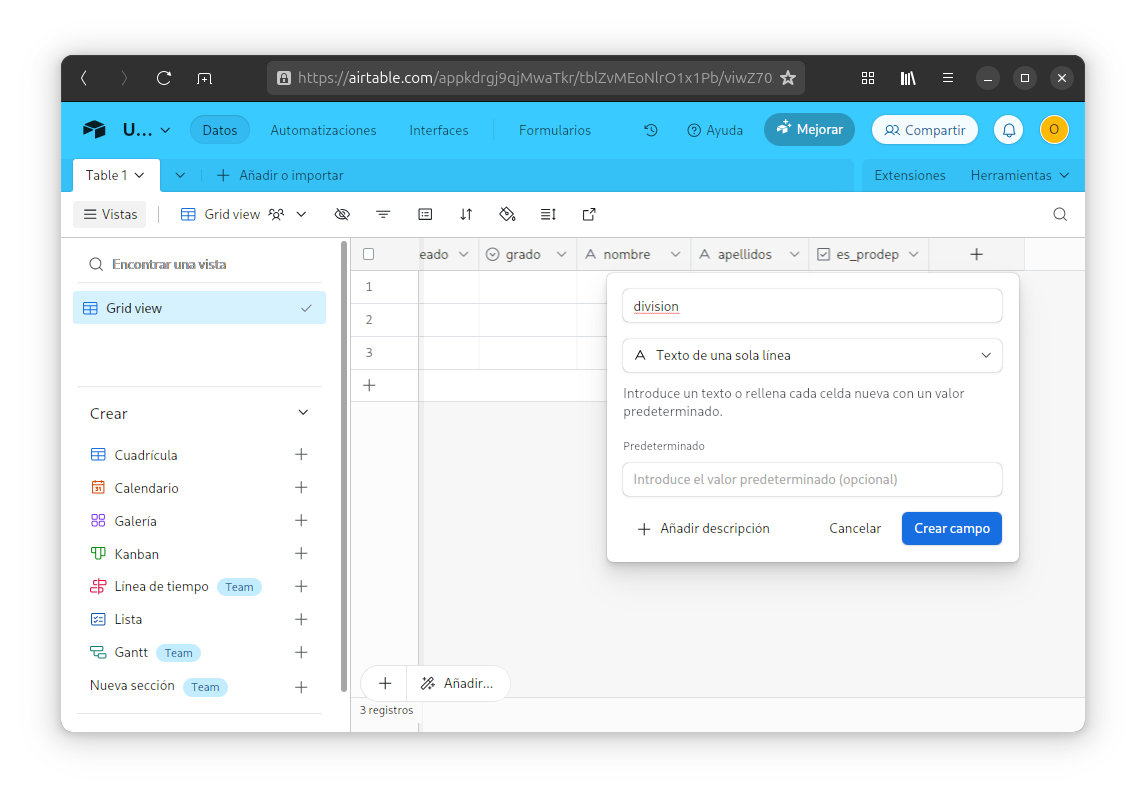 https://airtable.com/appkdrgj9qjMwaTkr/tblZvMEoNlrO1x1Pb/viwZ70
U...
Datos
Automatizaciones
Interfaces
Formularios
Ayuda
Mejorar
Compartir
O
Table 1
Añadir o importar
Extensiones
Herramientas
Vistas
Grid view
Encontrar una vista
Grid view
Crear
Cuadrícula
31
Calendario
Galería
Kanban
Línea de tiempo Team
Lista
Gantt Team
Nueva sección Team
eado
grado
nombre
apellidos
es_prodep
1
2
3
division
Texto de una sola línea
Introduce un texto o rellena cada celda nueva con un valor
predeterminado.
Predeterminado
Introduce el valor predeterminado (opcional)
Añadir descripción
Cancelar
Crear campo
Añadir...
3 registros